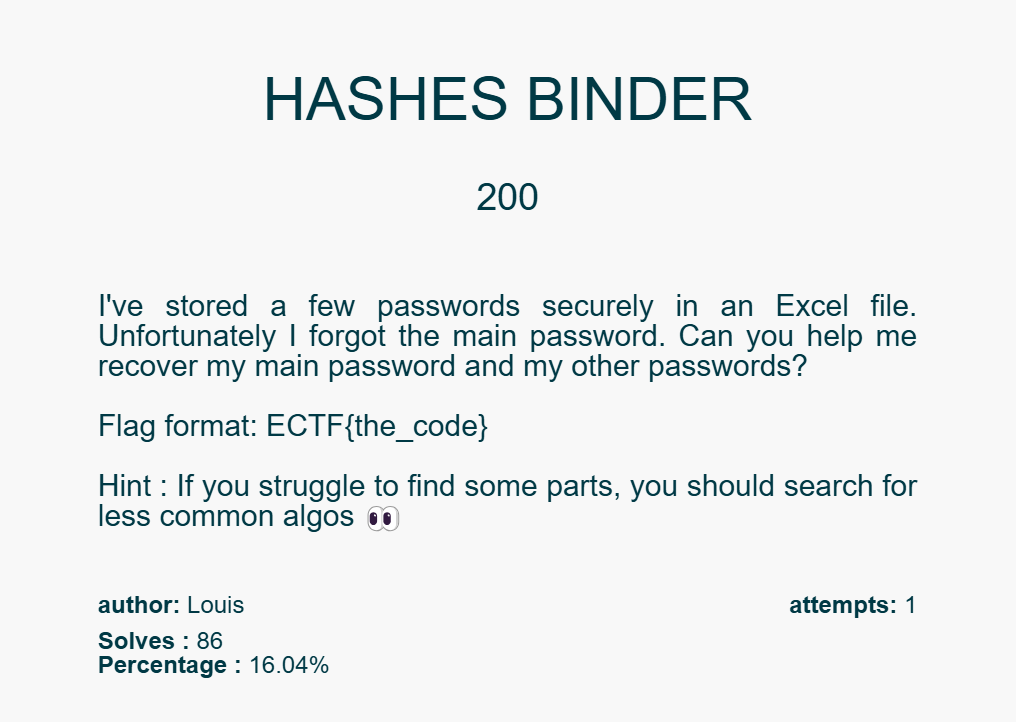 HASHES BINDER
200
I've stored a few passwords securely in an Excel file.
Unfortunately I forgot the main password. Can you help me
recover my main password and my other passwords?
Flag format: ECTF{the_code}
Hint : If you struggle to find some parts, you should search for
less common algos 👀
author: Louis
attempts: 1
Solves : 86
Percentage : 16.04%